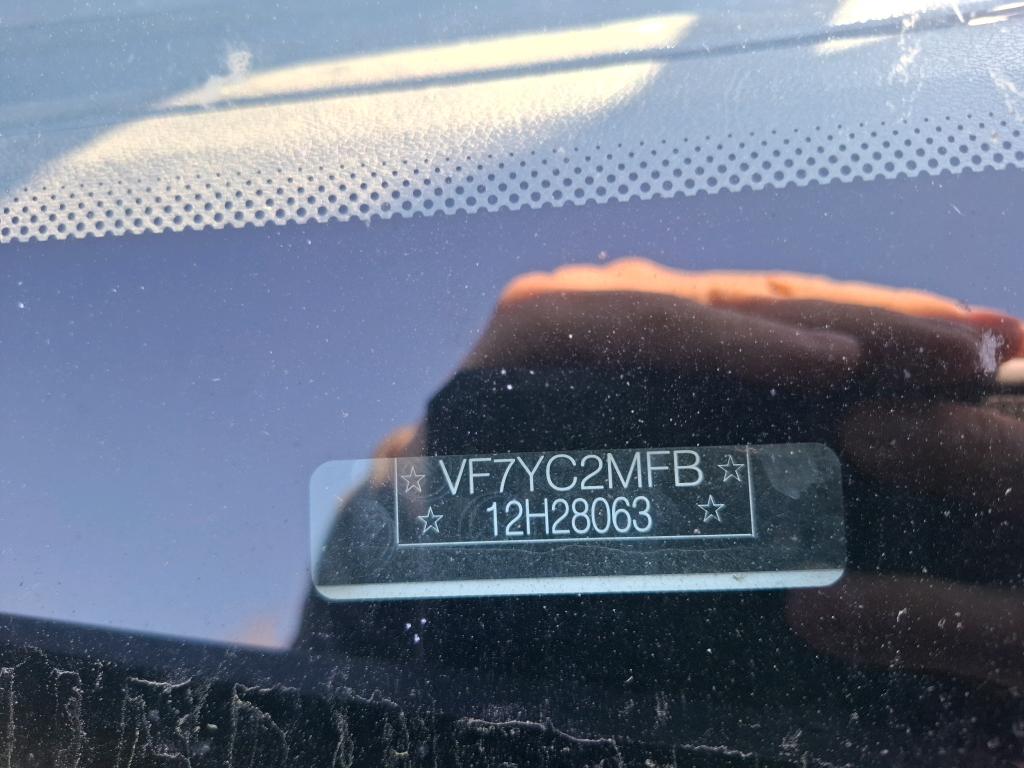 ☆ VF7YC2MFB ☆
☆ 12H28063 ☆